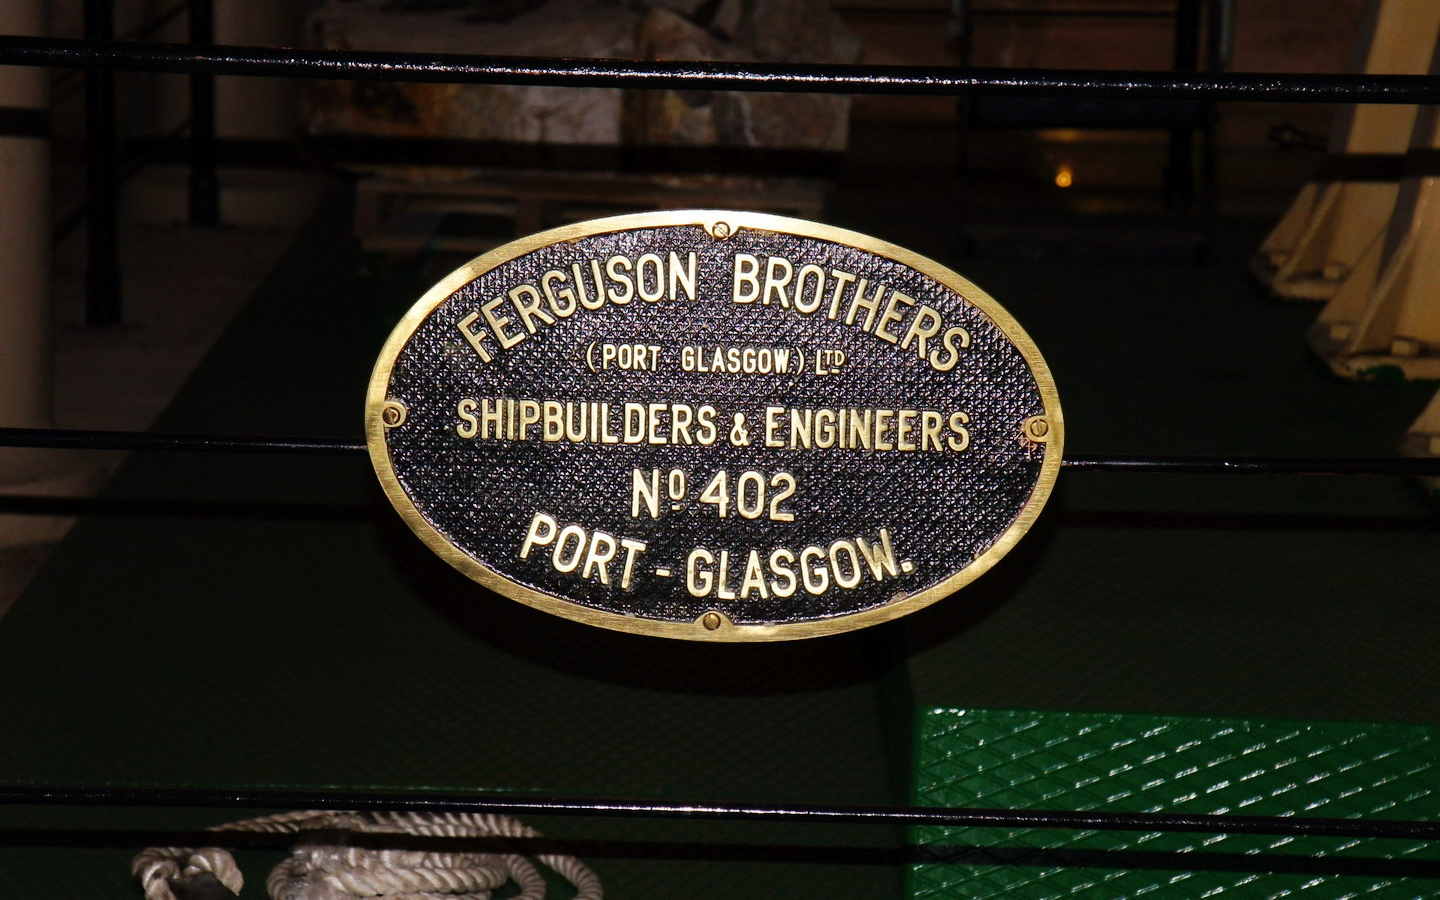 FERGUSON BROTHERS
(PORT GLASGOW) LTD
SHIPBUILDERS & ENGINEERS
Nº 402
PORT-GLASGOW.